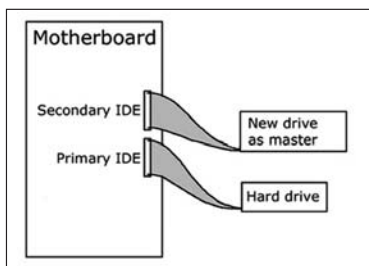 Motherboard
Secondary IDE
Primary IDE
New drive
as master
Hard drive